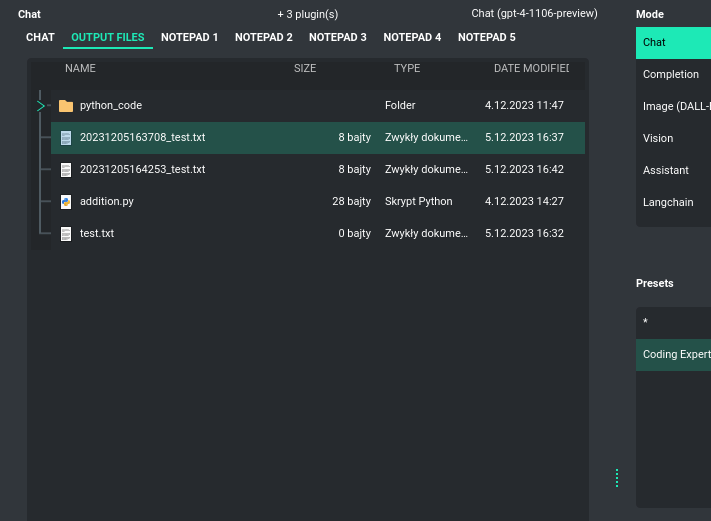 Chat + 3 plugin(s) Chat (gpt-4-1106-preview) Mode
CHAT OUTPUT FILES NOTEPAD 1 NOTEPAD 2 NOTEPAD 3 NOTEPAD 4 NOTEPAD 5
Chat
NAME SIZE TYPE DATE MODIFIED
Completion
python_code Folder 4.12.2023 11:47
Image (DALL-
20231205163708_test.txt 8 bajty Zwykły dokume... 5.12.2023 16:37
Vision
20231205164253_test.txt 8 bajty Zwykły dokume... 5.12.2023 16:42
Assistant
addition.py 28 bajty Skrypt Python 4.12.2023 14:27
Langchain
test.txt 0 bajty Zwykły dokume... 5.12.2023 16:32
Presets
*
Coding Expert